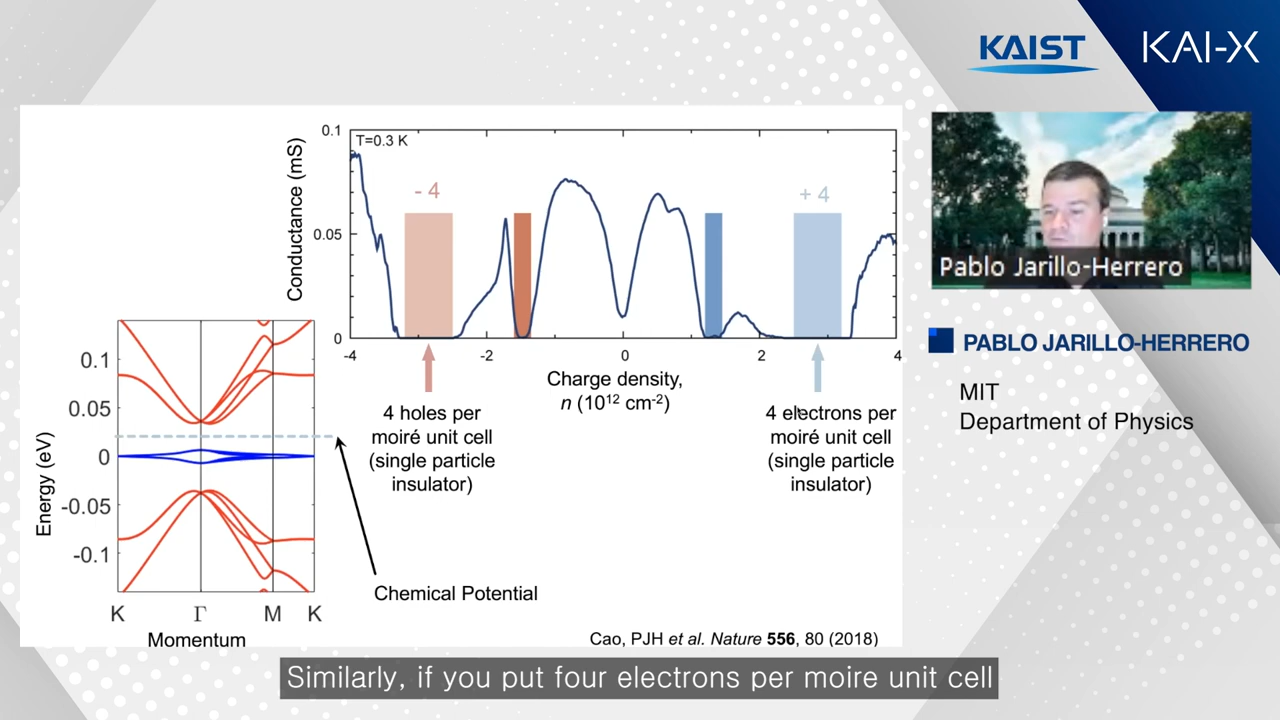 KAIST
KAI-X
T=0.3 K
0.1
0.05
0
Conductance (mS)
- 4
+ 4
-4
-2
0
2
4
Charge density,
n (10¹² cm⁻²)
4 holes per
moiré unit cell
(single particle
insulator)
4 electrons per
moiré unit cell
(single particle
insulator)
0.1
0.05
0
-0.05
-0.1
Energy (eV)
K
Γ
M
K
Momentum
Chemical Potential
Cao, PJH et al. Nature 556, 80 (2018)
Pablo Jarillo-Herrero
PABLO JARILLO-HERRERO
MIT
Department of Physics
Similarly, if you put four electrons per moire unit cell